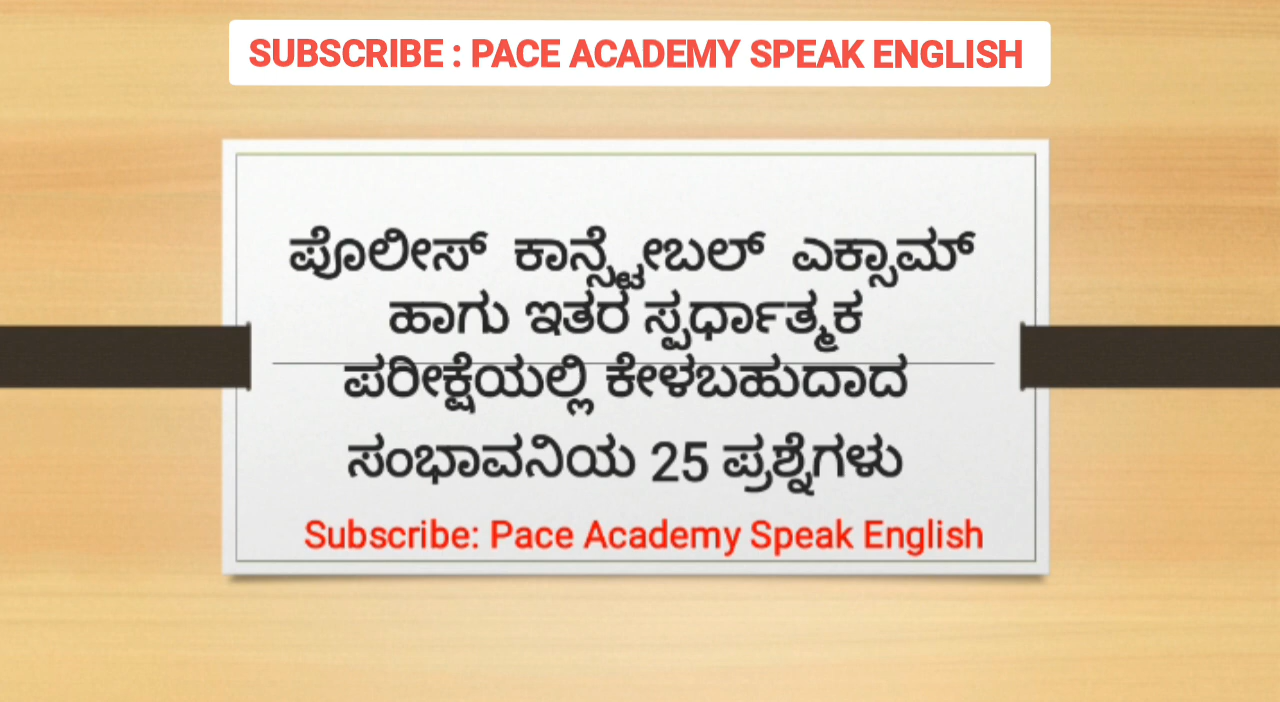 SUBSCRIBE : PACE ACADEMY SPEAK ENGLISH
ಪೊಲೀಸ್ ಕಾನ್ಸ್ಟೇಬಲ್ ಎಕ್ಸಾಮ್
ಹಾಗು ಇತರ ಸ್ಪರ್ಧಾತ್ಮಕ
ಪರೀಕ್ಷೆಯಲ್ಲಿ ಕೇಳಬಹುದಾದ
ಸಂಭಾವನಿಯ 25 ಪ್ರಶ್ನೆಗಳು
Subscribe: Pace Academy Speak English